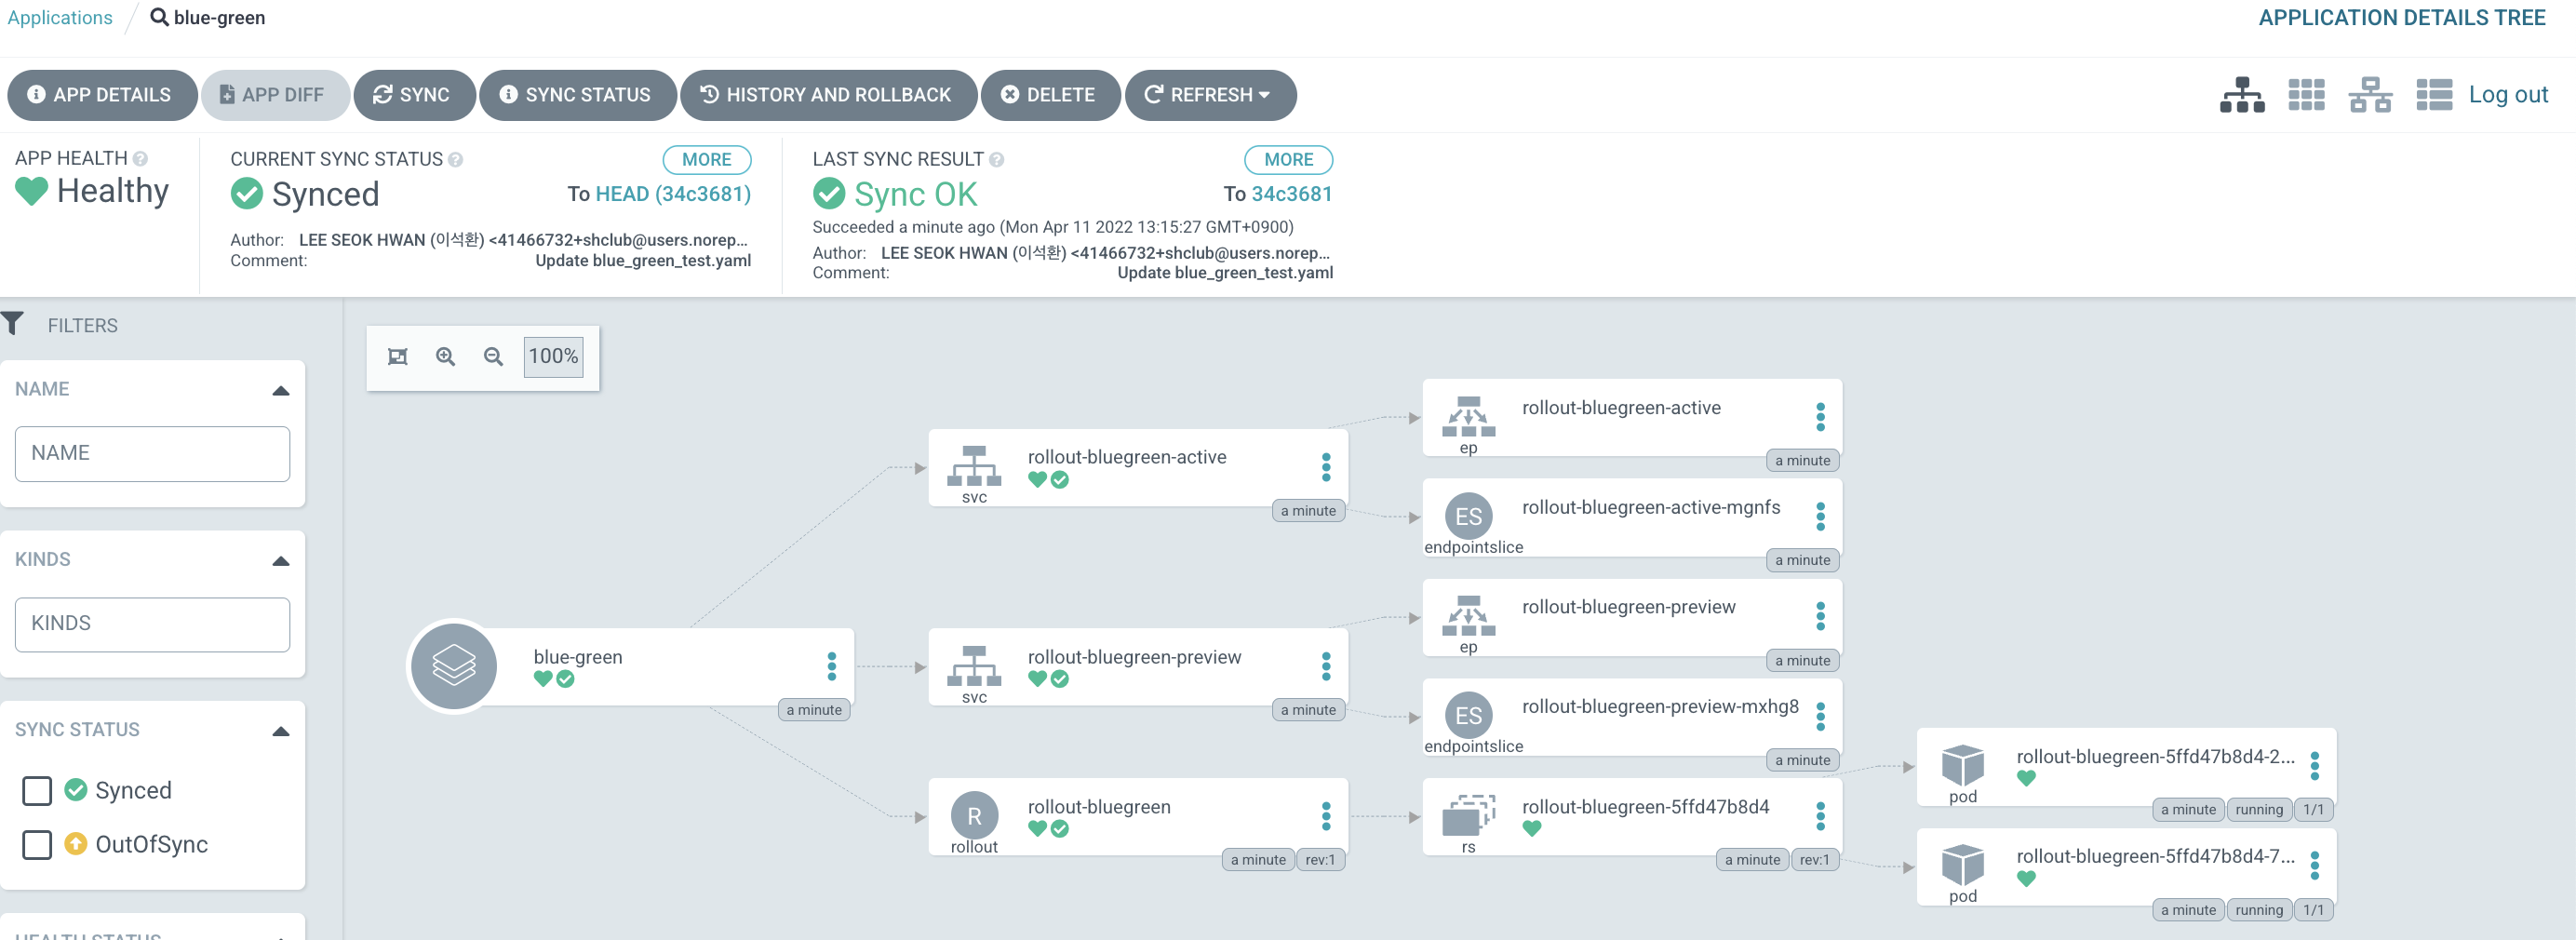 Applications / blue-green
APPLICATION DETAILS TREE
APP DETAILS
APP DIFF
SYNC
SYNC STATUS
HISTORY AND ROLLBACK
DELETE
REFRESH
Log out
APP HEALTH
Healthy
CURRENT SYNC STATUS
MORE
Synced
To HEAD (34c3681)
Author: LEE SEOK HWAN (이석환) <41466732+shclub@users.norep...
Comment: Update blue_green_test.yaml
LAST SYNC RESULT
MORE
Sync OK
To 34c3681
Succeeded a minute ago (Mon Apr 11 2022 13:15:27 GMT+0900)
Author: LEE SEOK HWAN (이석환) <41466732+shclub@users.norep...
Comment: Update blue_green_test.yaml
FILTERS
NAME
NAME
KINDS
KINDS
SYNC STATUS
Synced
OutOfSync
HEALTH STATUS
100%
blue-green
a minute
svc
rollout-bluegreen-active
a minute
svc
rollout-bluegreen-preview
a minute
R
rollout
rollout-bluegreen
a minute
rev:1
ep
rollout-bluegreen-active
a minute
ES
endpointslice
rollout-bluegreen-active-mgnfs
a minute
ep
rollout-bluegreen-preview
a minute
ES
endpointslice
rollout-bluegreen-preview-mxhg8
a minute
rs
rollout-bluegreen-5ffd47b8d4
a minute
rev:1
pod
rollout-bluegreen-5ffd47b8d4-2...
a minute
running
1/1
pod
rollout-bluegreen-5ffd47b8d4-7...
a minute
running
1/1